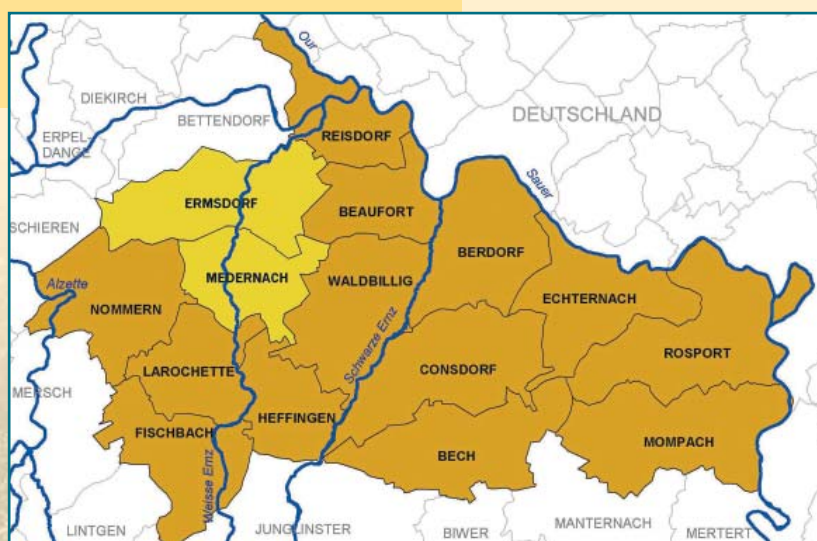 Our
DIEKIRCH
BETTENDORF
DEUTSCHLAND
ERPEL-
DANGE
REISDORF
Sauer
ERMSDORF
BEAUFORT
SCHIEREN
BERDORF
MEDERNACH
WALDBILLIG
Alzette
NOMMERN
ECHTERNACH
Schwarze Ernz
ROSPORT
LAROCHETTE
CONSDORF
MERSCH
HEFFINGEN
FISCHBACH
MOMPACH
BECH
Weisse Ernz
LINTGEN
JUNGLINSTER
BIWER
MANTERNACH
MERTERT